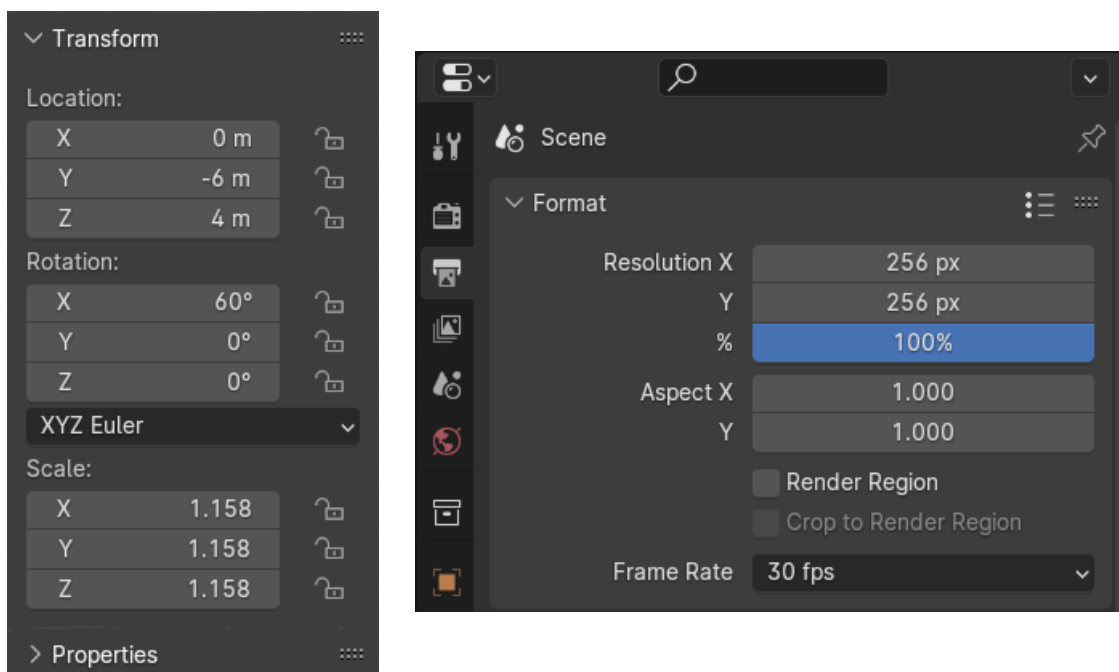 Transform
Location:
X 0 m
Y -6 m
Z 4 m
Rotation:
X 60°
Y 0°
Z 0°
XYZ Euler
Scale:
X 1.158
Y 1.158
Z 1.158
Properties
Scene
Format
Resolution X 256 px
Y 256 px
% 100%
Aspect X 1.000
Y 1.000
Render Region
Crop to Render Region
Frame Rate 30 fps